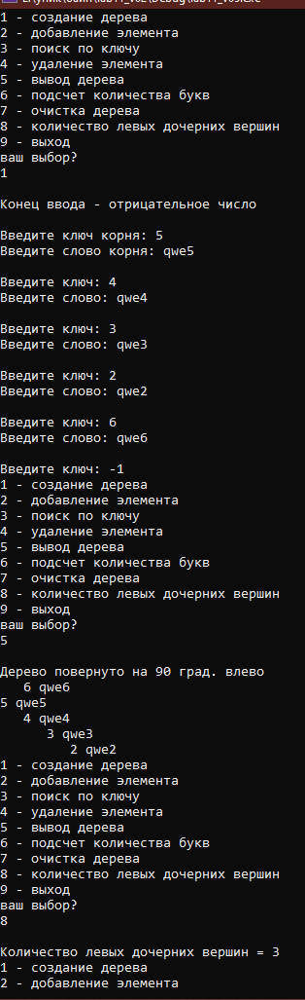 1 - создание дерева
2 - добавление элемента
3 - поиск по ключу
4 - удаление элемента
5 - вывод дерева
6 - подсчет количества букв
7 - очистка дерева
8 - количество левых дочерних вершин
9 - выход
ваш выбор?
1
Конец ввода - отрицательное число
Введите ключ корня: 5
Введите слово корня: qwe5
Введите ключ: 4
Введите слово: qwe4
Введите ключ: 3
Введите слово: qwe3
Введите ключ: 2
Введите слово: qwe2
Введите ключ: 6
Введите слово: qwe6
Введите ключ: -1
1 - создание дерева
2 - добавление элемента
3 - поиск по ключу
4 - удаление элемента
5 - вывод дерева
6 - подсчет количества букв
7 - очистка дерева
8 - количество левых дочерних вершин
9 - выход
ваш выбор?
5
Дерево повернуто на 90 град. влево
6 qwe6
5 qwe5
4 qwe4
3 qwe3
2 qwe2
1 - создание дерева
2 - добавление элемента
3 - поиск по ключу
4 - удаление элемента
5 - вывод дерева
6 - подсчет количества букв
7 - очистка дерева
8 - количество левых дочерних вершин
9 - выход
ваш выбор?
8
Количество левых дочерних вершин = 3
1 - создание дерева
2 - добавление элемента